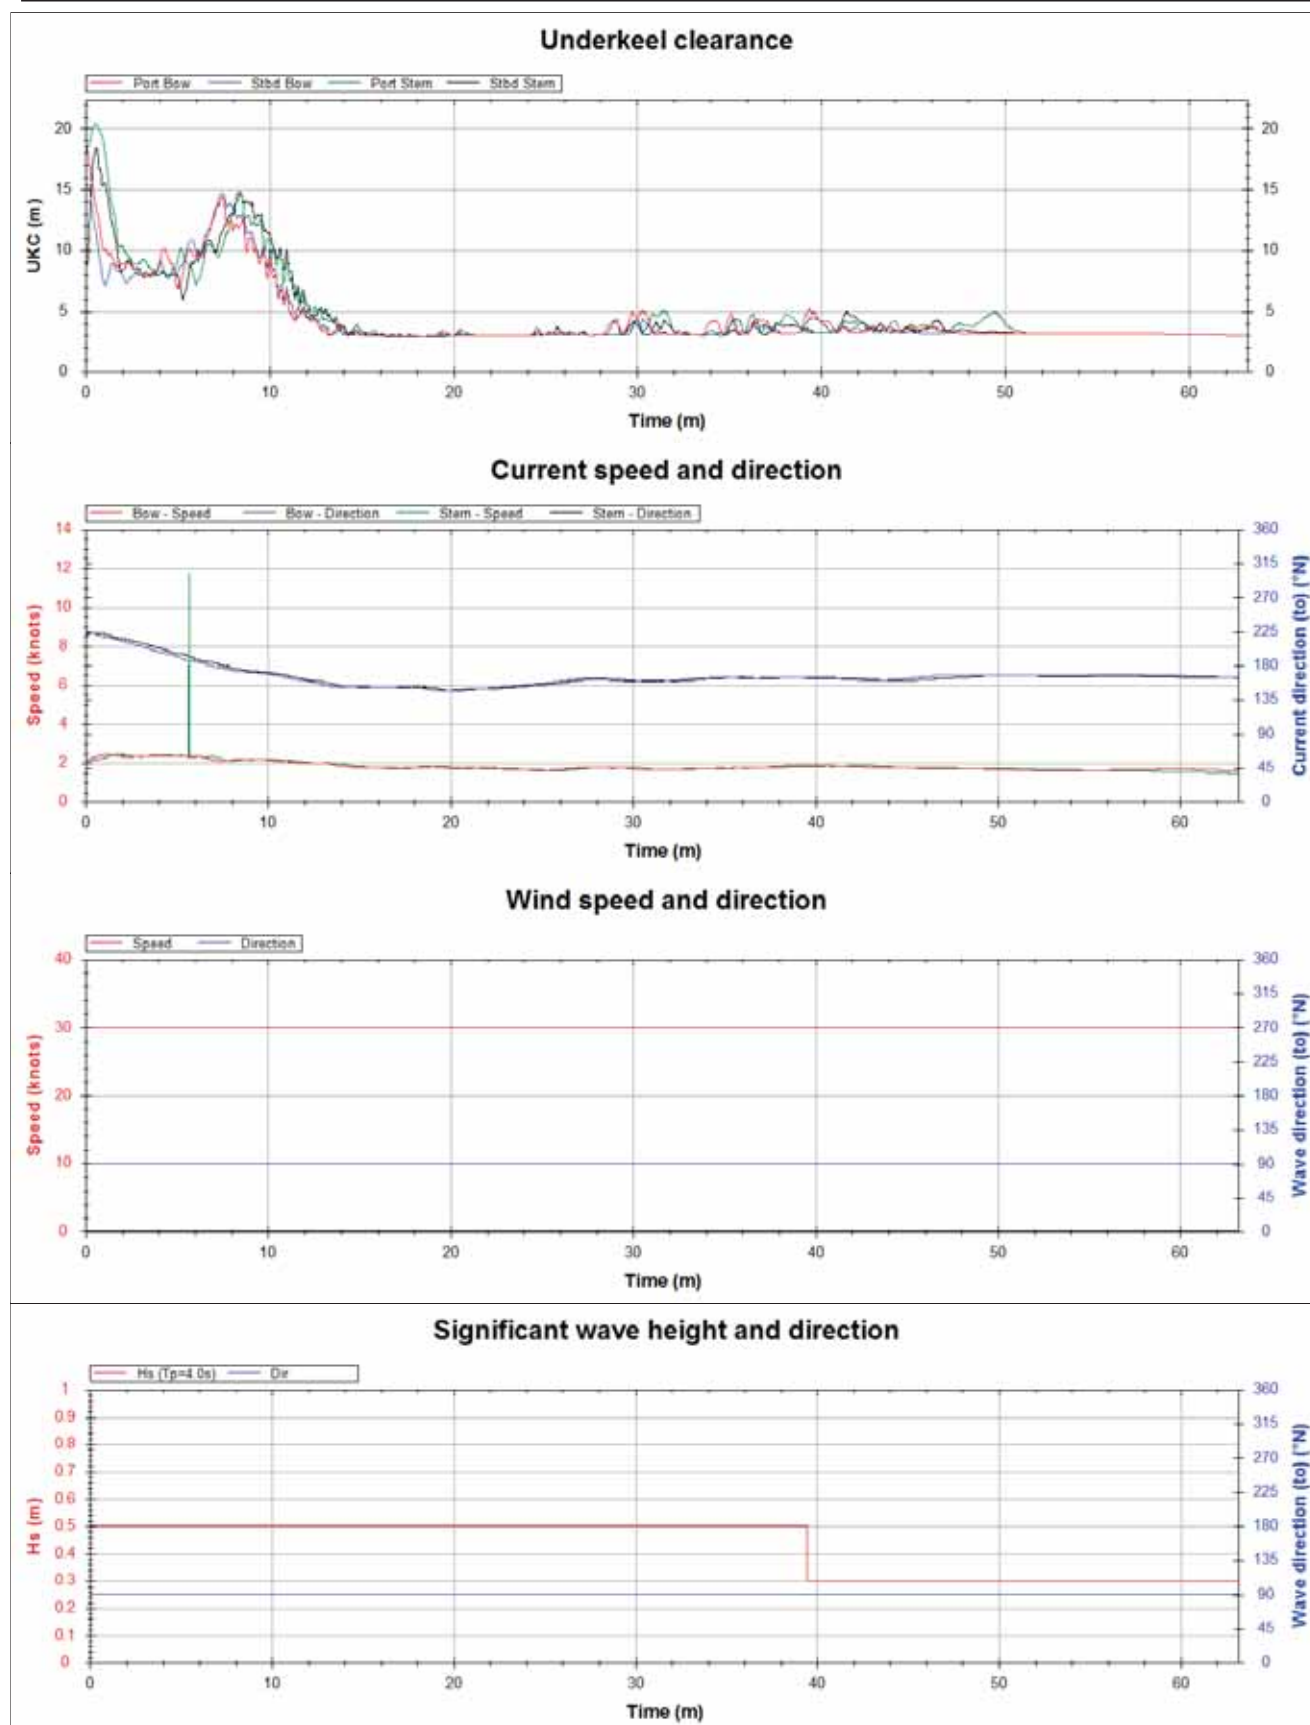 Underkeel clearance
Port Bow Stbd Bow Port Stern Stbd Stern
UKC (m)
20 20
15 15
10 10
5 5
0 0
0 10 20 30 40 50 60
Time (m)
Current speed and direction
Bow - Speed Bow - Direction Stern - Speed Stern - Direction
Speed (knots)
Current direction (to) (°N)
14 360
12 315
10 270
8 225
6 180
4 135
2 90
0 45
0
0 10 20 30 40 50 60
Time (m)
Wind speed and direction
Speed Direction
Speed (knots)
Wave direction (to) (°N)
40 360
315
30 270
225
20 180
135
10 90
45
0 0
0 10 20 30 40 50 60
Time (m)
Significant wave height and direction
Hs (Tp=4.0s) Dir
Hs (m)
Wave direction (to) (°N)
1 360
0.9 315
0.8 270
0.7 225
0.6 180
0.5 135
0.4 90
0.3 45
0.2 0
0.1
0
0 10 20 30 40 50 60
Time (m)